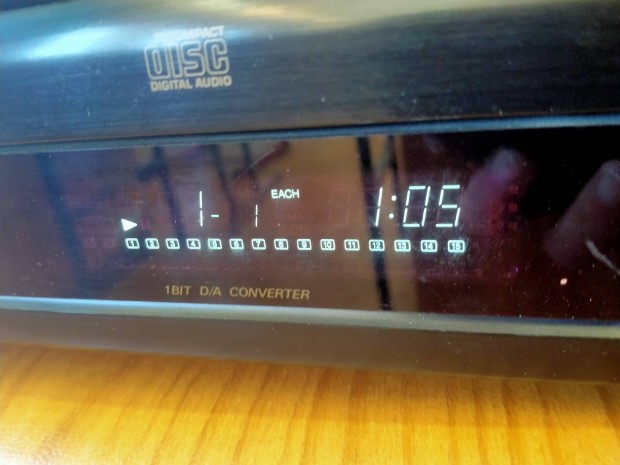 COMPACT
DISC
DIGITAL AUDIO
EACH
1- 1 1:05
1 2 3 4 5 6 7 8 9 10 11 12 13 14 15
1BIT D/A CONVERTER